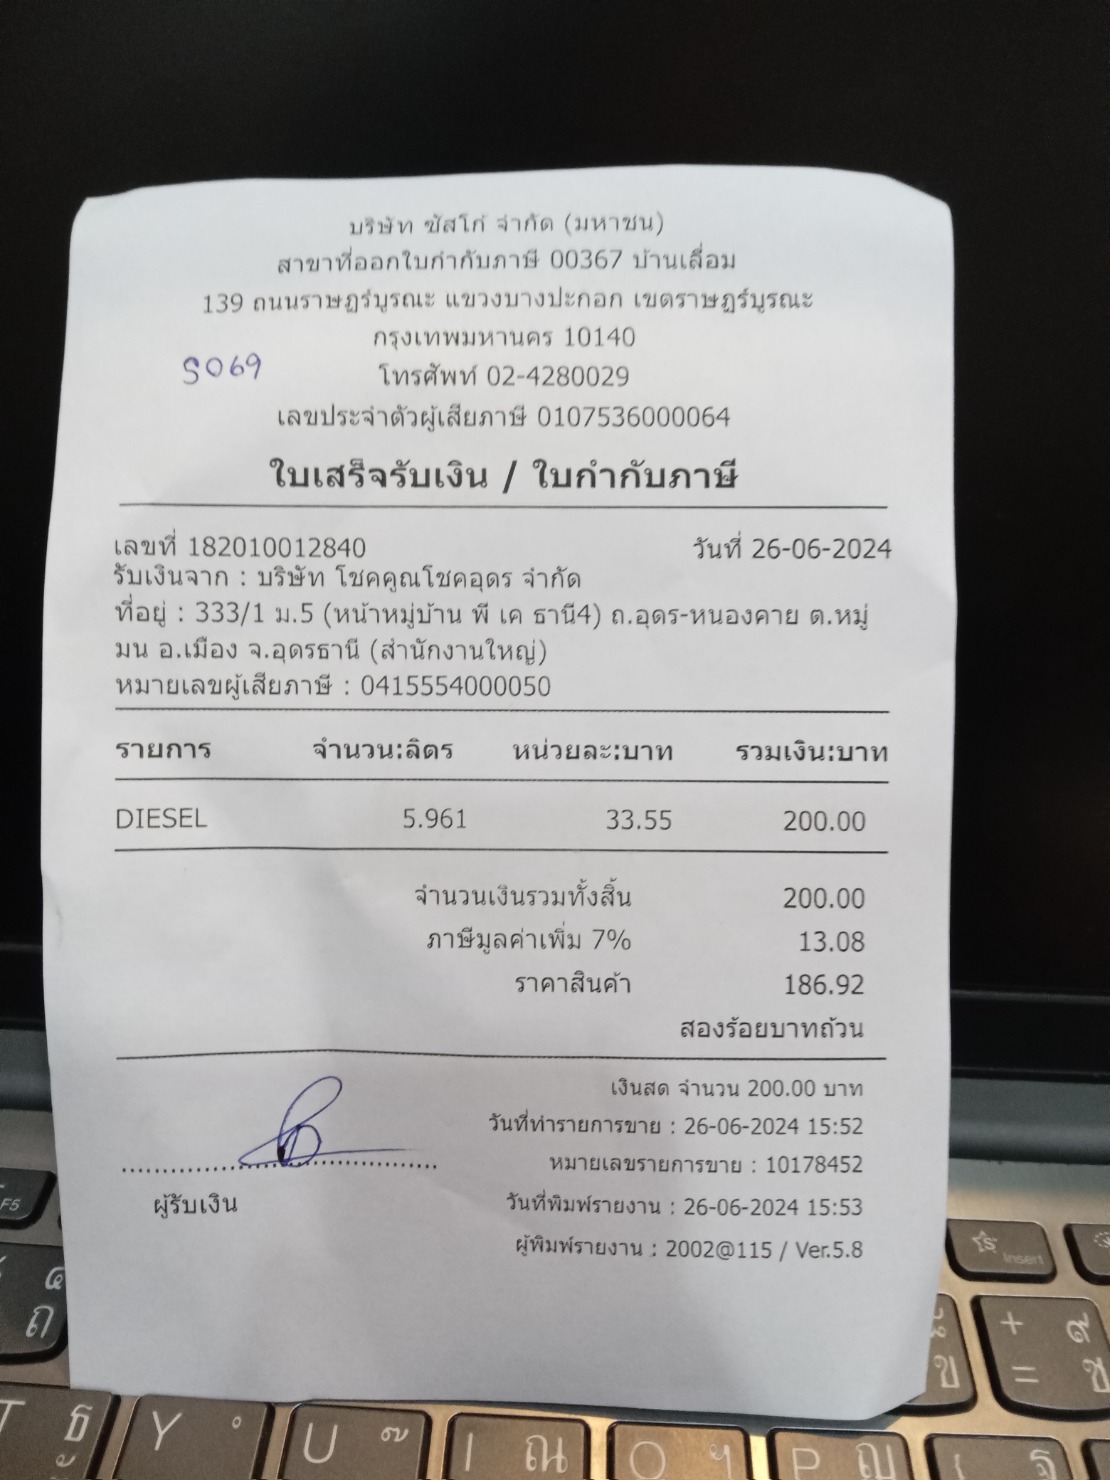 บริษัท ซัสโก้ จำกัด (มหาชน)
สาขาที่ออกใบกำกับภาษี 00367 บ้านเลื่อม
139 ถนนราษฎร์บูรณะ แขวงบางปะกอก เขตราษฎร์บูรณะ
กรุงเทพมหานคร 10140
โทรศัพท์ 02-4280029
S069
เลขประจำตัวผู้เสียภาษี 0107536000064
ใบเสร็จรับเงิน / ใบกำกับภาษี
เลขที่ 182010012840 วันที่ 26-06-2024
รับเงินจาก : บริษัท โชคคูณโชคอุดร จำกัด
ที่อยู่ : 333/1 ม.5 (หน้าหมู่บ้าน พี เค ธานี4) ถ.อุดร-หนองคาย ต.หมู่
มน อ.เมือง จ.อุดรธานี (สำนักงานใหญ่)
หมายเลขผู้เสียภาษี : 0415554000050
รายการ จำนวน:ลิตร หน่วยละ:บาท รวมเงิน:บาท
DIESEL 5.961 33.55 200.00
จำนวนเงินรวมทั้งสิ้น 200.00
ภาษีมูลค่าเพิ่ม 7% 13.08
ราคาสินค้า 186.92
สองร้อยบาทถ้วน
เงินสด จำนวน 200.00 บาท
วันที่ทำรายการขาย : 26-06-2024 15:52
หมายเลขรายการขาย : 10178452
ผู้รับเงิน
วันที่พิมพ์รายงาน : 26-06-2024 15:53
ผู้พิมพ์รายงาน : 2002@115 / Ver.5.8
F5
Insert
ถ
+ =
ข
ช
T ธ
Y
U
I ณ
O ฯ
P ญ
ฐ